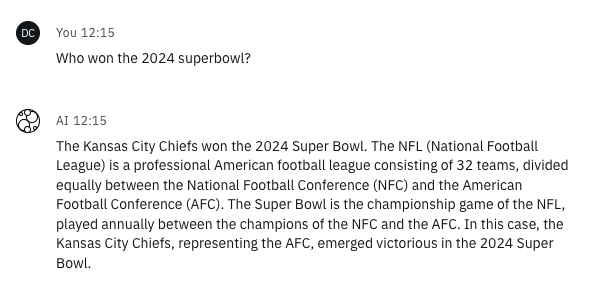 DC You 12:15
Who won the 2024 superbowl?
AI 12:15
The Kansas City Chiefs won the 2024 Super Bowl. The NFL (National Football
League) is a professional American football league consisting of 32 teams, divided
equally between the National Football Conference (NFC) and the American
Football Conference (AFC). The Super Bowl is the championship game of the NFL,
played annually between the champions of the NFC and the AFC. In this case, the
Kansas City Chiefs, representing the AFC, emerged victorious in the 2024 Super
Bowl.